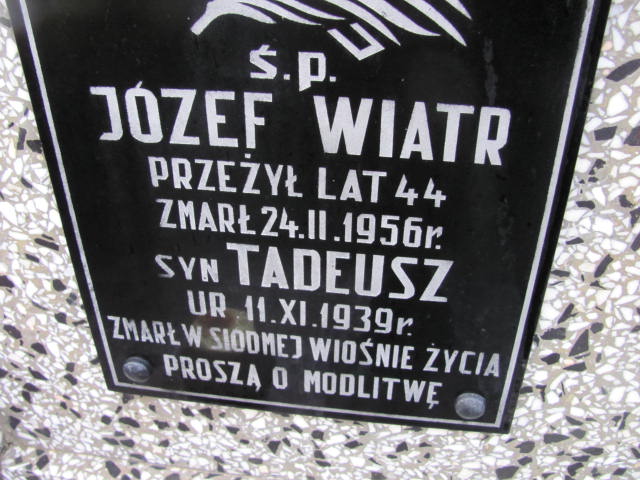 Ś.P.
JÓZEF WIATR
PRZEŻYŁ LAT 44
ZMARŁ 24.II.1956r.
SYN TADEUSZ
UR 11.XI.1939r
ZMARŁ W SIÓDMEJ WIOŚNIE ŻYCIA
PROSZĄ O MODLITWĘ